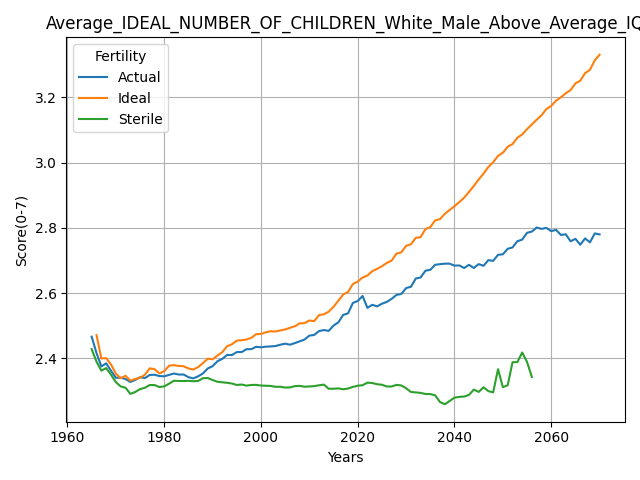 Average_IDEAL_NUMBER_OF_CHILDREN_White_Male_Above_Average_IQ
Fertility
Actual
Ideal
Sterile
Score(0-7)
3.2
3.0
2.8
2.6
2.4
1960 1980 2000 2020 2040 2060
Years